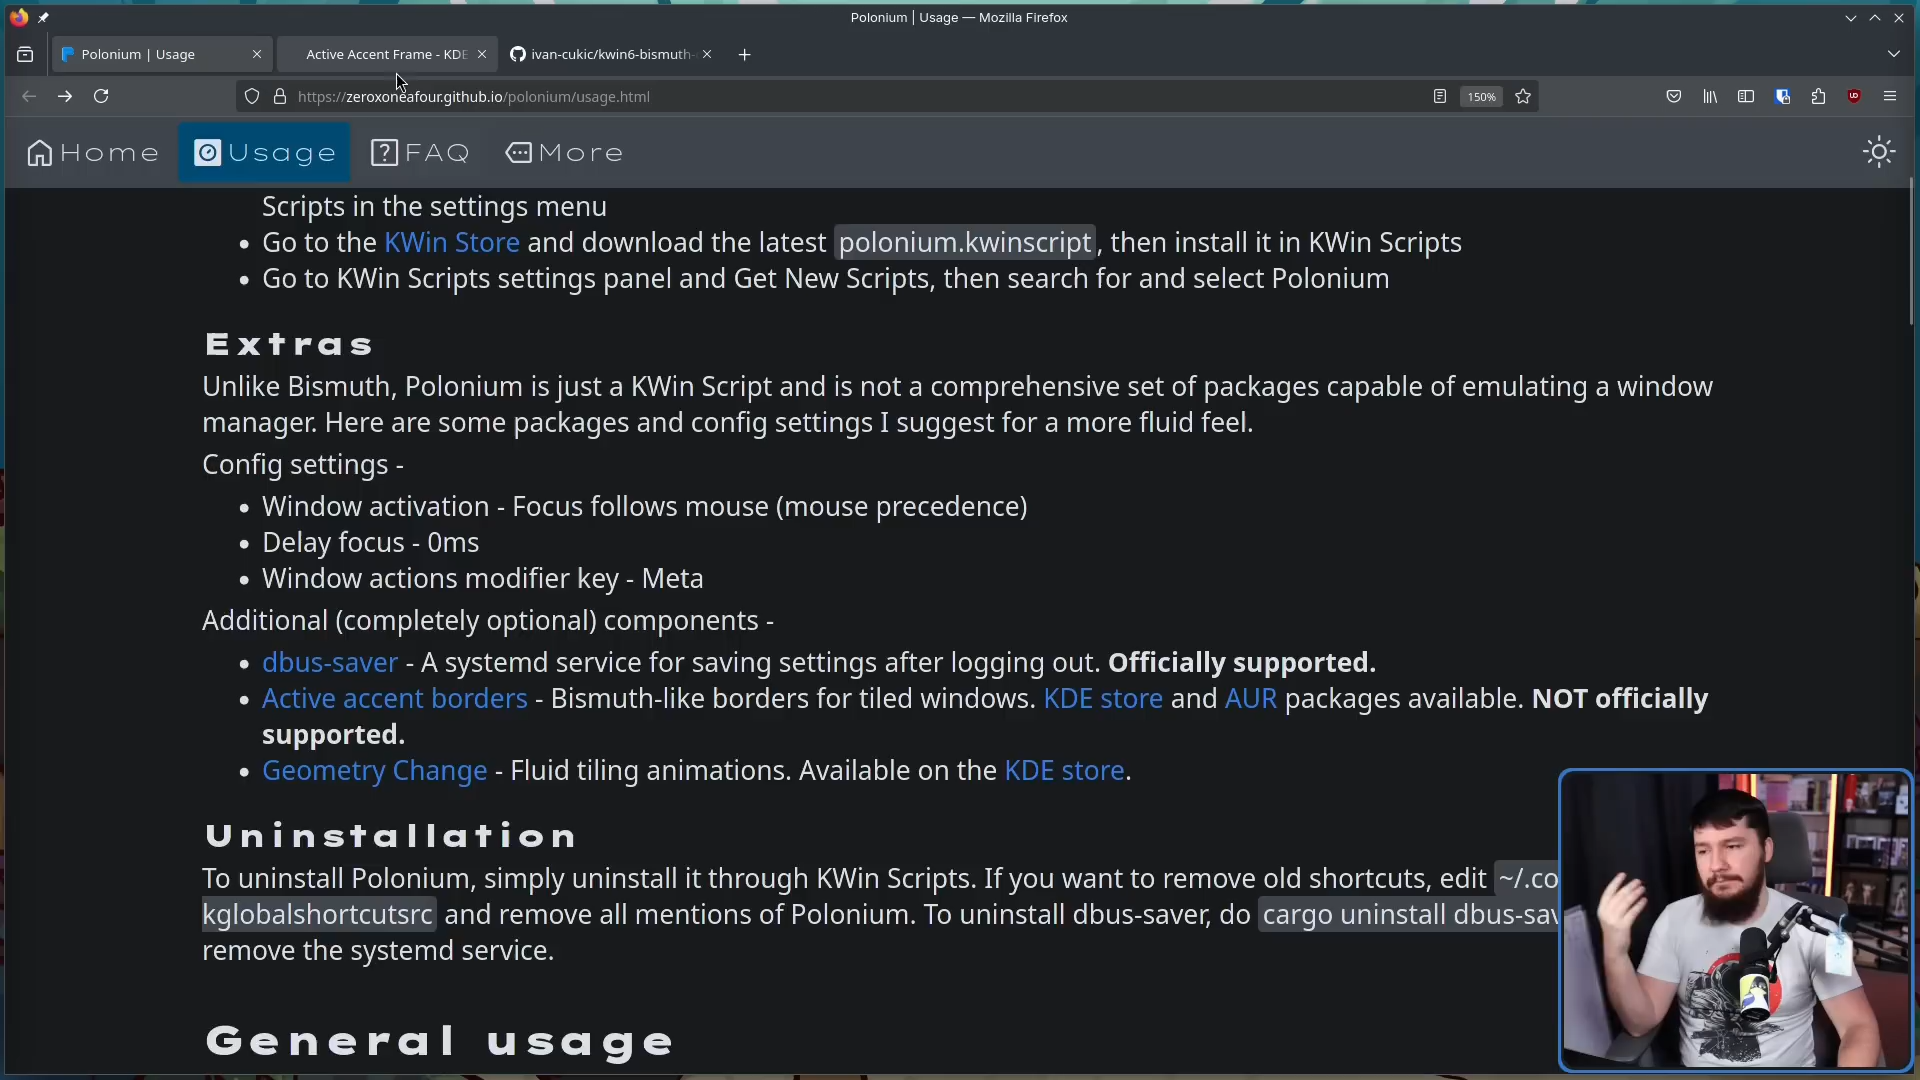 Polonium | Usage — Mozilla Firefox
Polonium | Usage
Active Accent Frame - KDE
ivan-cukic/kwin6-bismuth-
https://zeroxoneafour.github.io/polonium/usage.html
150%
Home
Usage
FAQ
More
Scripts in the settings menu
Go to the KWin Store and download the latest polonium.kwinscript, then install it in KWin Scripts
Go to KWin Scripts settings panel and Get New Scripts, then search for and select Polonium
Extras
Unlike Bismuth, Polonium is just a KWin Script and is not a comprehensive set of packages capable of emulating a window
manager. Here are some packages and config settings I suggest for a more fluid feel.
Config settings -
Window activation - Focus follows mouse (mouse precedence)
Delay focus - 0ms
Window actions modifier key - Meta
Additional (completely optional) components -
dbus-saver - A systemd service for saving settings after logging out. Officially supported.
Active accent borders - Bismuth-like borders for tiled windows. KDE store and AUR packages available. NOT officially
supported.
Geometry Change - Fluid tiling animations. Available on the KDE store.
Uninstallation
To uninstall Polonium, simply uninstall it through KWin Scripts. If you want to remove old shortcuts, edit ~/.co
kglobalshortcutsrc and remove all mentions of Polonium. To uninstall dbus-saver, do cargo uninstall dbus-sav
remove the systemd service.
General usage